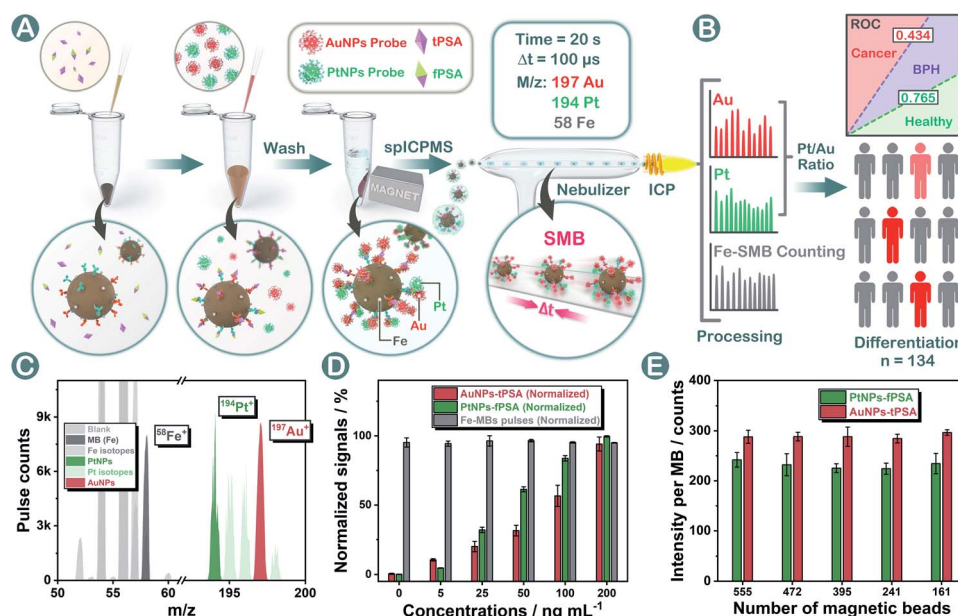 A
AuNPs Probe
tPSA
PtNPs Probe
fPSA
Time = 20 s
Δt = 100 µs
M/z: 197 Au
194 Pt
58 Fe
Wash
spICPMS
MAGNET
Nebulizer
ICP
Pt
Au
Fe
SMB
Δt
B
ROC
0.434
Cancer
BPH
0.765
Healthy
Au
Pt
Pt/Au
Ratio
Fe-SMB Counting
Processing
Differentiation
n = 134
C
Pulse counts
9k
6k
3k
0
Blank
MB (Fe)
Fe isotopes
PtNPs
Pt isotopes
AuNPs
⁵⁸Fe⁺
¹⁹⁴Pt⁺
¹⁹⁷Au⁺
50
55
195
200
m/z
D
Normalized signals / %
100
50
0
AuNPs-tPSA (Normalized)
PtNPs-fPSA (Normalized)
Fe-MBs pulses (Normalized)
0
5
25
50
100
200
Concentrations / ng mL⁻¹
E
Intensity per MB / counts
400
300
200
100
0
PtNPs-fPSA
AuNPs-tPSA
555
472
395
241
161
Number of magnetic beads